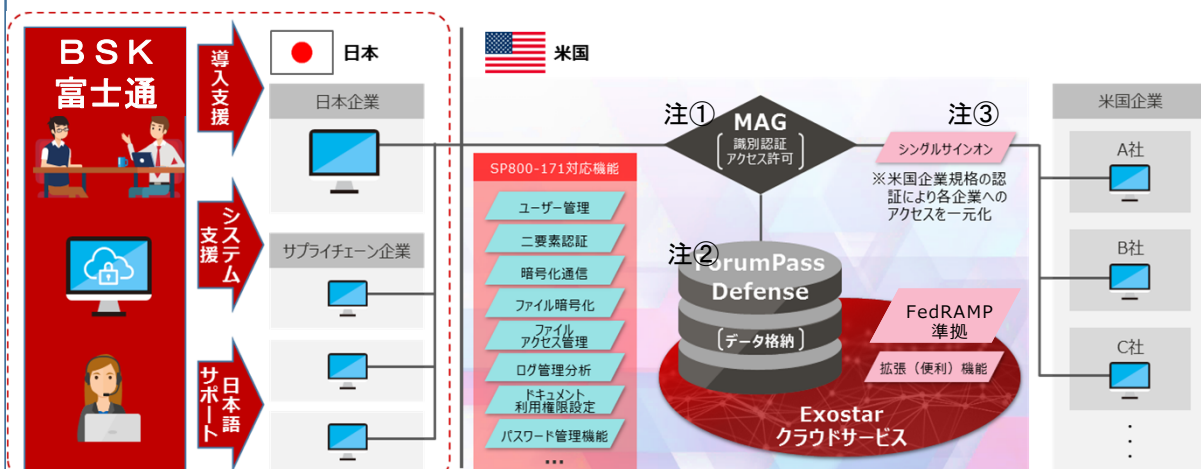 BSK
富士通
導入支援
システム
支援
日本語
サポート
日本
日本企業
サプライチェーン企業
米国
SP800-171対応機能
ユーザー管理
二要素認証
暗号化通信
ファイル暗号化
ファイル
アクセス管理
ログ管理分析
ドキュメント
利用権限設定
パスワード管理機能
...
注①
MAG
識別認証
アクセス許可
注②
ForumPass
Defense
〔データ格納〕
注③
シングルサインオン
※米国企業規格の認
証により各企業への
アクセスを一元化
FedRAMP
準拠
拡張（便利）機能
Exostar
クラウドサービス
米国企業
A社
B社
C社